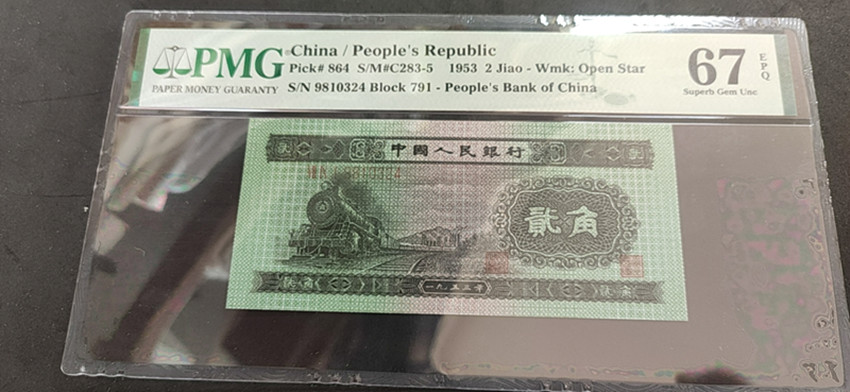 PMG
PAPER MONEY GUARANTY
China / People's Republic
Pick# 864 S/M#C283-5 1953 2 Jiao - Wmk: Open Star
S/N 9810324 Block 791 - People's Bank of China
67 EPQ
Superb Gem Unc
中國人民銀行
貳角
一九五三年